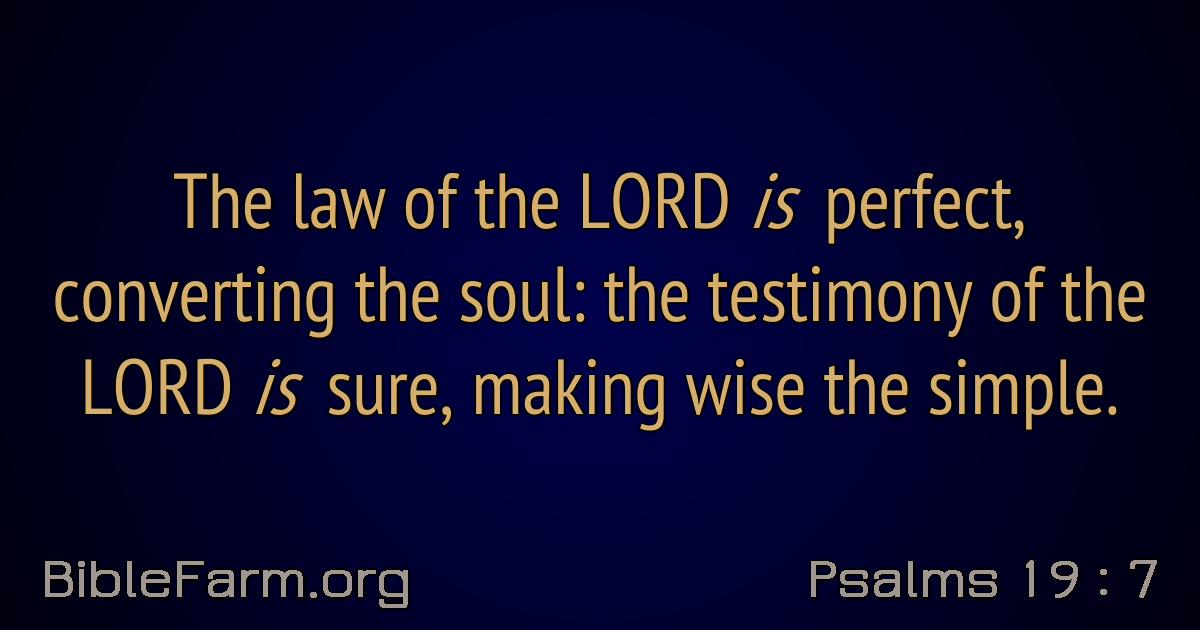 The law of the LORD is perfect,
converting the soul: the testimony of the
LORD is sure, making wise the simple.
BibleFarm.org
Psalms 19 : 7